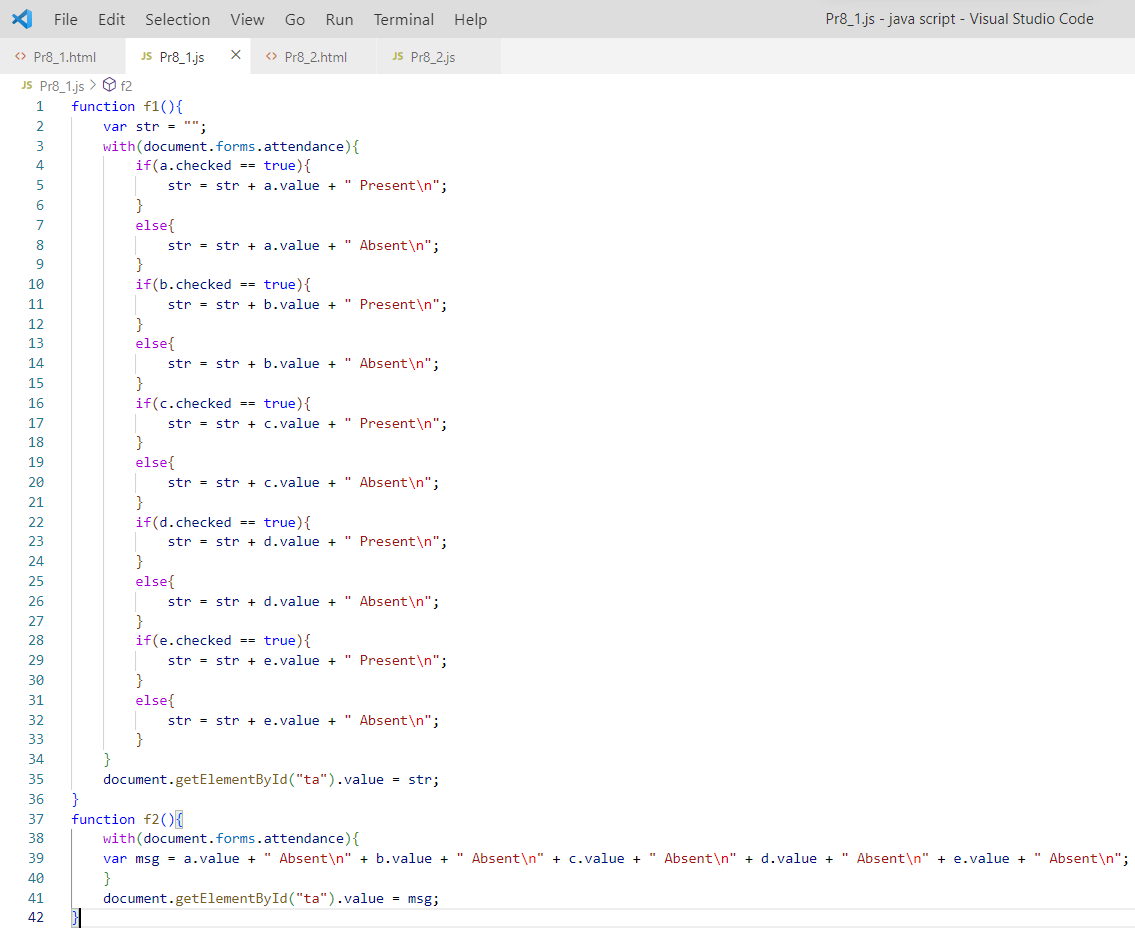 File Edit Selection View Go Run Terminal Help Pr8_1.js - java script - Visual Studio Code
<> Pr8_1.html JS Pr8_1.js × <> Pr8_2.html JS Pr8_2.js
JS Pr8_1.js > f2
1 function f1(){
2 var str = "";
3 with(document.forms.attendance){
4 if(a.checked == true){
5 str = str + a.value + " Present\n";
6 }
7 else{
8 str = str + a.value + " Absent\n";
9 }
10 if(b.checked == true){
11 str = str + b.value + " Present\n";
12 }
13 else{
14 str = str + b.value + " Absent\n";
15 }
16 if(c.checked == true){
17 str = str + c.value + " Present\n";
18 }
19 else{
20 str = str + c.value + " Absent\n";
21 }
22 if(d.checked == true){
23 str = str + d.value + " Present\n";
24 }
25 else{
26 str = str + d.value + " Absent\n";
27 }
28 if(e.checked == true){
29 str = str + e.value + " Present\n";
30 }
31 else{
32 str = str + e.value + " Absent\n";
33 }
34 }
35 document.getElementById("ta").value = str;
36 }
37 function f2(){
38 with(document.forms.attendance){
39 var msg = a.value + " Absent\n" + b.value + " Absent\n" + c.value + " Absent\n" + d.value + " Absent\n" + e.value + " Absent\n";
40 }
41 document.getElementById("ta").value = msg;
42 }